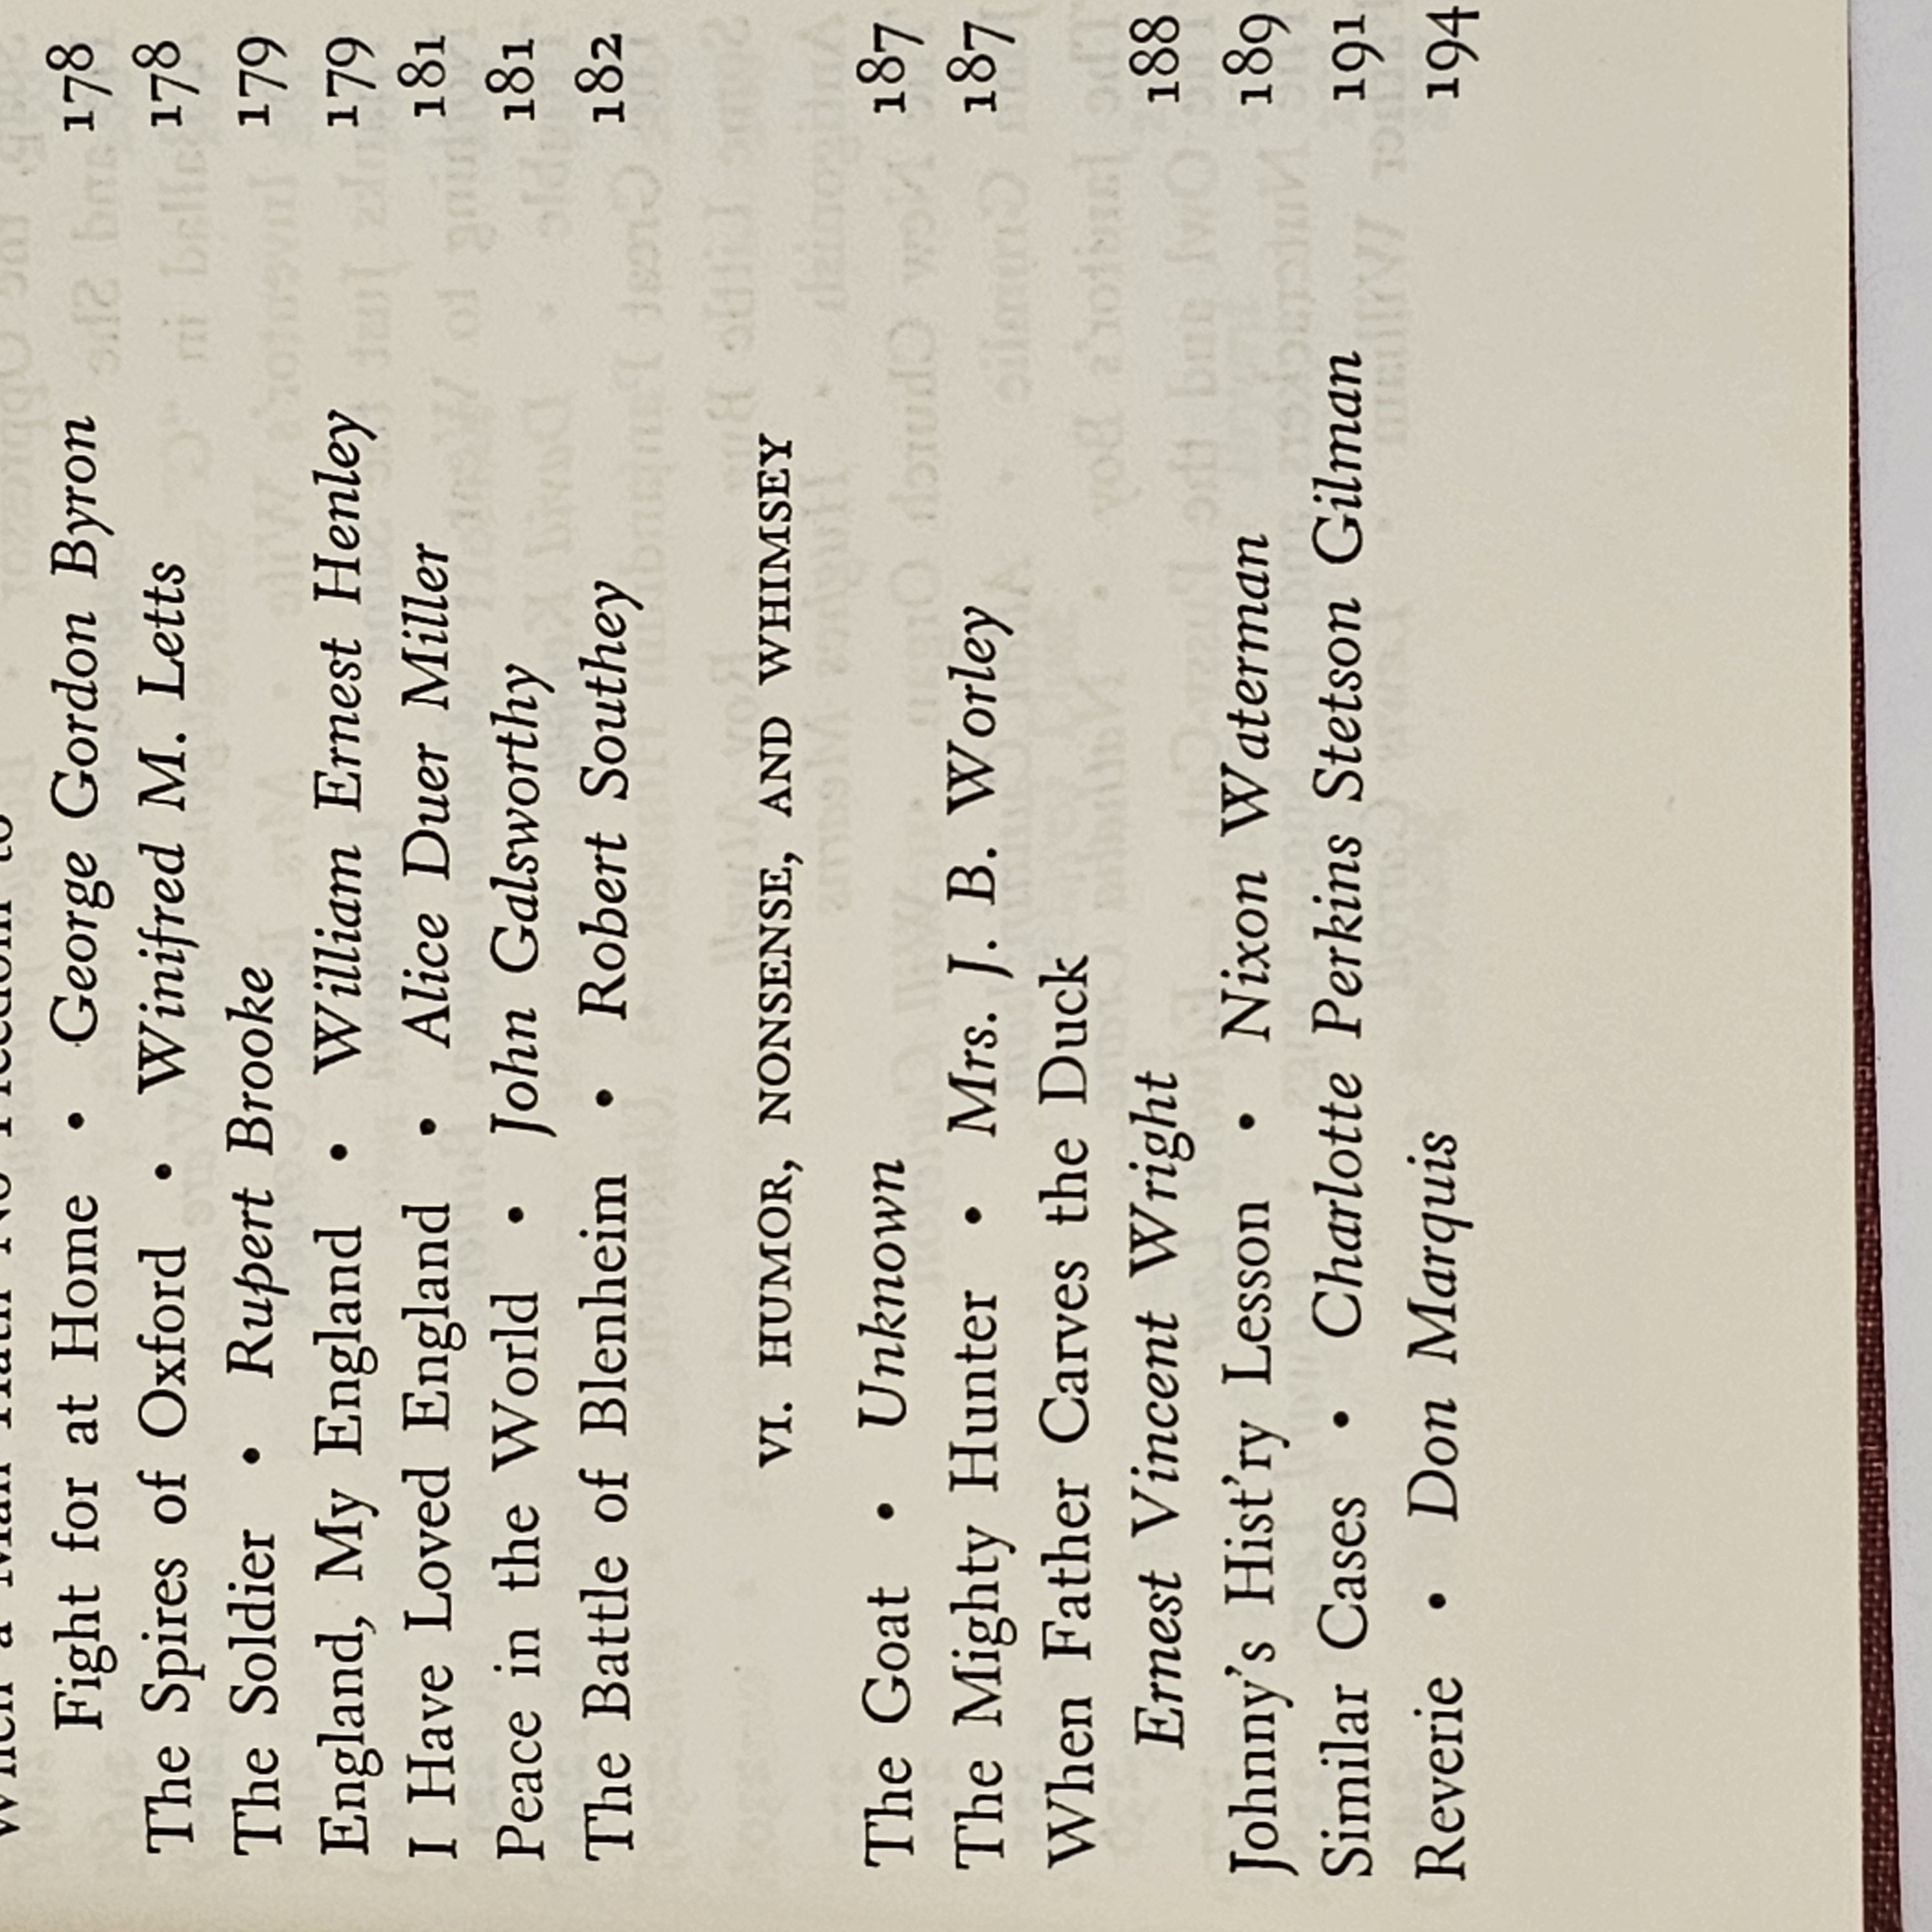 When a Man Hath No Freedom to
Fight for at Home • George Gordon Byron 178
The Spires of Oxford • Winifred M. Letts 178
The Soldier • Rupert Brooke 179
England, My England • William Ernest Henley 179
I Have Loved England • Alice Duer Miller 181
Peace in the World • John Galsworthy 181
The Battle of Blenheim • Robert Southey 182
VI. HUMOR, NONSENSE, AND WHIMSEY
The Goat • Unknown 187
The Mighty Hunter • Mrs. J. B. Worley 187
When Father Carves the Duck
Ernest Vincent Wright 188
Johnny's Hist'ry Lesson • Nixon Waterman 189
Similar Cases • Charlotte Perkins Stetson Gilman 191
Reverie • Don Marquis 194